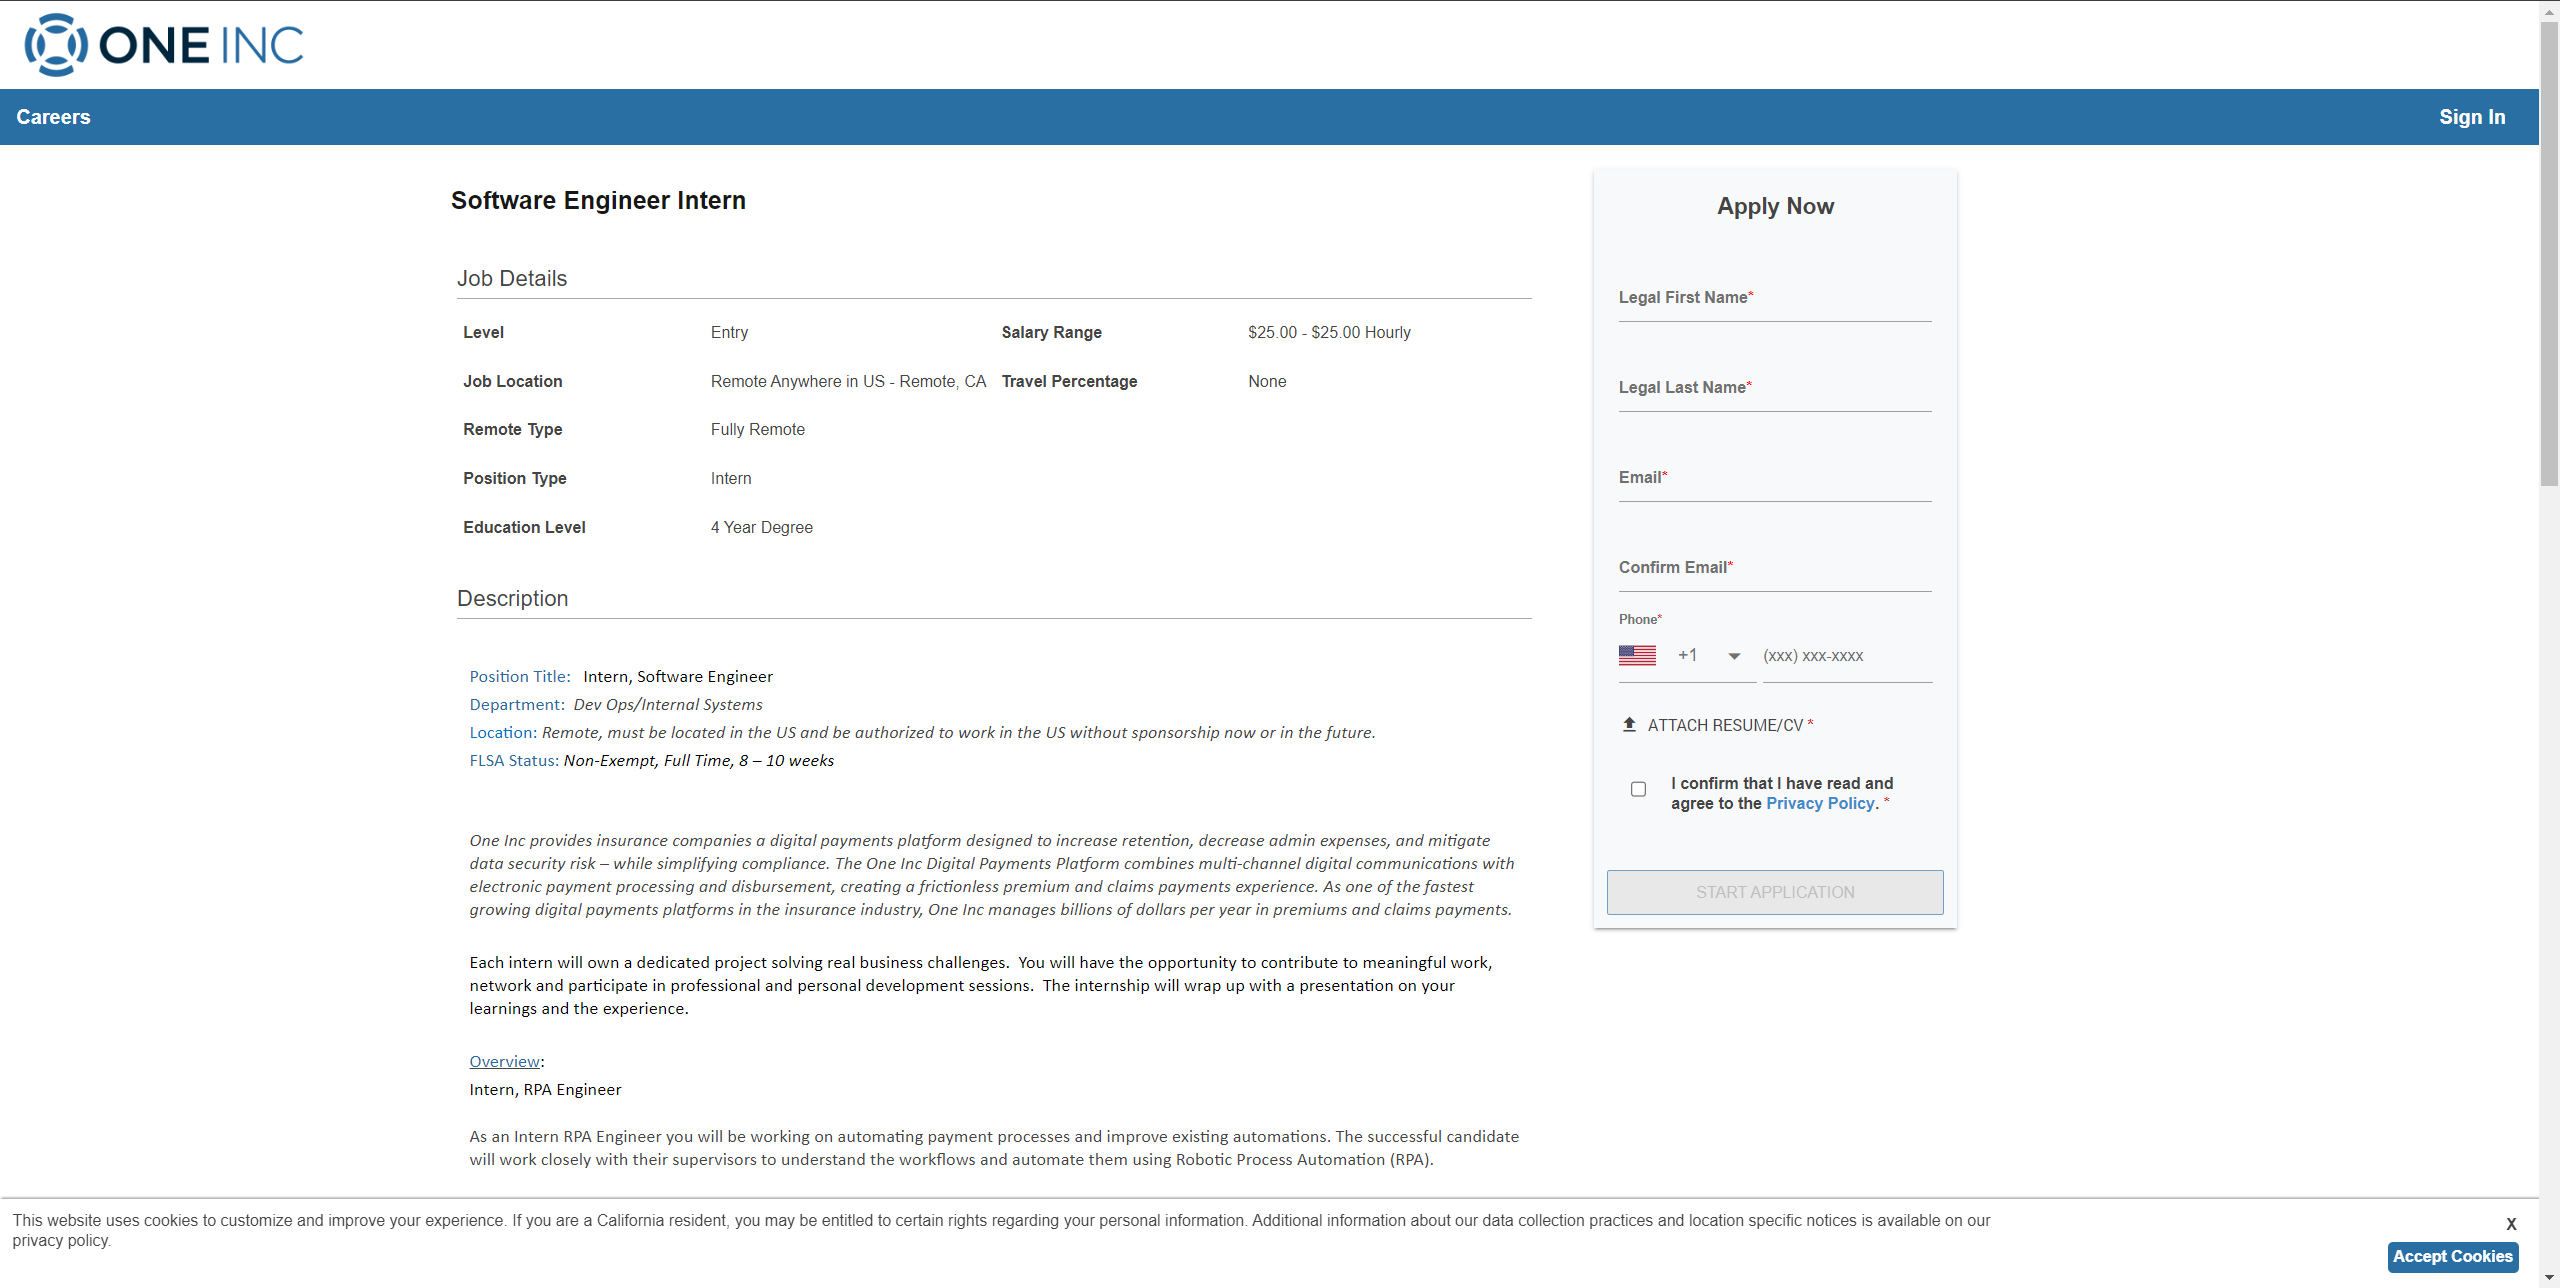 ONE INC
Careers
Sign In
Software Engineer Intern
Job Details
Level Entry Salary Range $25.00 - $25.00 Hourly
Job Location Remote Anywhere in US - Remote, CA Travel Percentage None
Remote Type Fully Remote
Position Type Intern
Education Level 4 Year Degree
Description
Position Title: Intern, Software Engineer
Department: Dev Ops/Internal Systems
Location: Remote, must be located in the US and be authorized to work in the US without sponsorship now or in the future.
FLSA Status: Non-Exempt, Full Time, 8 – 10 weeks
One Inc provides insurance companies a digital payments platform designed to increase retention, decrease admin expenses, and mitigate
data security risk – while simplifying compliance. The One Inc Digital Payments Platform combines multi-channel digital communications with
electronic payment processing and disbursement, creating a frictionless premium and claims payments experience. As one of the fastest
growing digital payments platforms in the insurance industry, One Inc manages billions of dollars per year in premiums and claims payments.
Each intern will own a dedicated project solving real business challenges. You will have the opportunity to contribute to meaningful work,
network and participate in professional and personal development sessions. The internship will wrap up with a presentation on your
learnings and the experience.
Overview:
Intern, RPA Engineer
As an Intern RPA Engineer you will be working on automating payment processes and improve existing automations. The successful candidate
will work closely with their supervisors to understand the workflows and automate them using Robotic Process Automation (RPA).
Apply Now
Legal First Name*
Legal Last Name*
Email*
Confirm Email*
Phone*
+1 (xxx) xxx-xxxx
ATTACH RESUME/CV *
I confirm that I have read and
agree to the Privacy Policy. *
START APPLICATION
This website uses cookies to customize and improve your experience. If you are a California resident, you may be entitled to certain rights regarding your personal information. Additional information about our data collection practices and location specific notices is available on our
privacy policy.
X
Accept Cookies